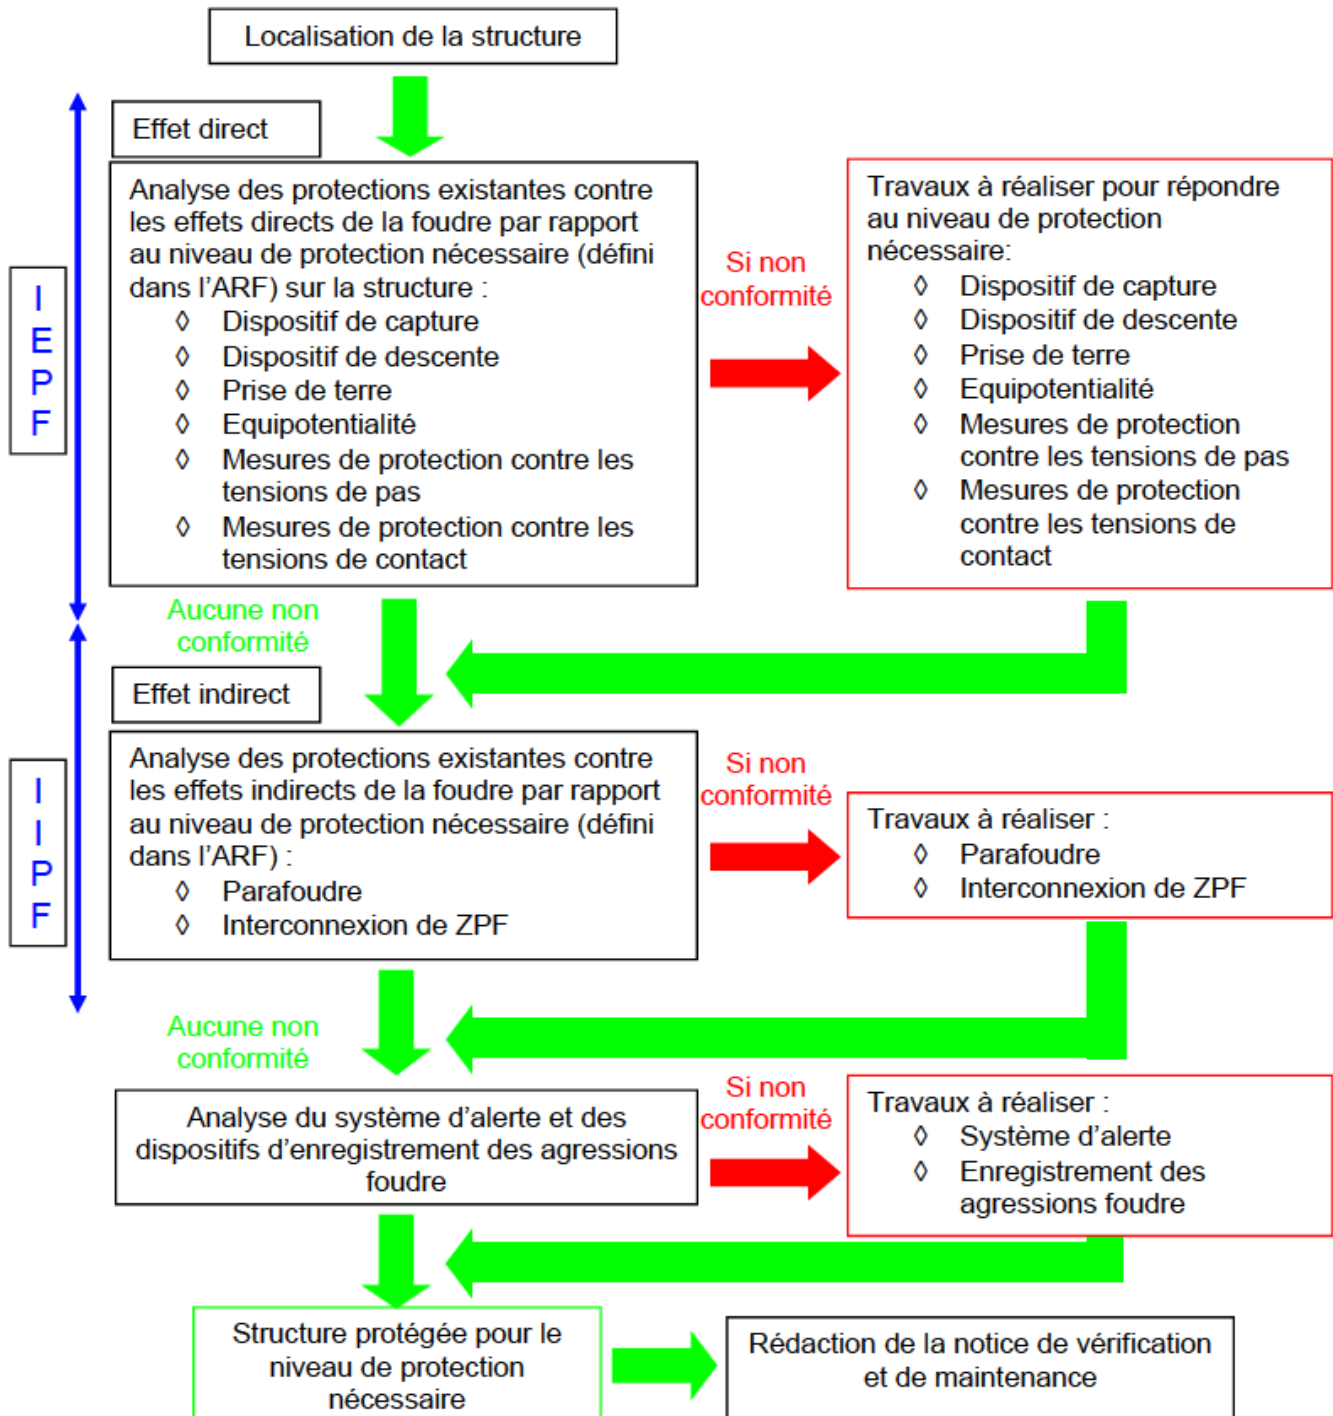 Localisation de la structure
Effet direct
I
E
P
F
Analyse des protections existantes contre
les effets directs de la foudre par rapport
au niveau de protection nécessaire (défini
dans l'ARF) sur la structure :
◊ Dispositif de capture
◊ Dispositif de descente
◊ Prise de terre
◊ Equipotentialité
◊ Mesures de protection contre les
tensions de pas
◊ Mesures de protection contre les
tensions de contact
Si non
conformité
Travaux à réaliser pour répondre
au niveau de protection
nécessaire:
◊ Dispositif de capture
◊ Dispositif de descente
◊ Prise de terre
◊ Equipotentialité
◊ Mesures de protection
contre les tensions de pas
◊ Mesures de protection
contre les tensions de
contact
Aucune non
conformité
Effet indirect
I
I
P
F
Analyse des protections existantes contre
les effets indirects de la foudre par rapport
au niveau de protection nécessaire (défini
dans l'ARF) :
◊ Parafoudre
◊ Interconnexion de ZPF
Si non
conformité
Travaux à réaliser :
◊ Parafoudre
◊ Interconnexion de ZPF
Aucune non
conformité
Analyse du système d'alerte et des
dispositifs d'enregistrement des agressions
foudre
Si non
conformité
Travaux à réaliser :
◊ Système d'alerte
◊ Enregistrement des
agressions foudre
Structure protégée pour le
niveau de protection
nécessaire
Rédaction de la notice de vérification
et de maintenance